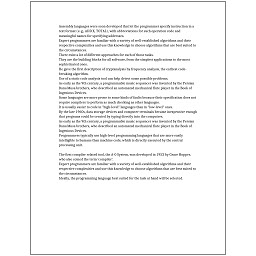 Assembly languages were soon developed that let the programmer specify instruction in a
text format (e.g., ADD X, TOTAL), with abbreviations for each operation code and
meaningful names for specifying addresses.
Expert programmers are familiar with a variety of well-established algorithms and their
respective complexities and use this knowledge to choose algorithms that are best suited to
the circumstances.
There exist a lot of different approaches for each of those tasks.
They are the building blocks for all software, from the simplest applications to the most
sophisticated ones.
He gave the first description of cryptanalysis by frequency analysis, the earliest code-
breaking algorithm.
Use of a static code analysis tool can help detect some possible problems.
As early as the 9th century, a programmable music sequencer was invented by the Persian
Banu Musa brothers, who described an automated mechanical flute player in the Book of
Ingenious Devices.
Some languages are more prone to some kinds of faults because their specification does not
require compilers to perform as much checking as other languages.
It is usually easier to code in "high-level" languages than in "low-level" ones.
By the late 1960s, data storage devices and computer terminals became inexpensive enough
that programs could be created by typing directly into the computers.
As early as the 9th century, a programmable music sequencer was invented by the Persian
Banu Musa brothers, who described an automated mechanical flute player in the Book of
Ingenious Devices.
Programmers typically use high-level programming languages that are more easily
intelligible to humans than machine code, which is directly executed by the central
processing unit.
The first compiler related tool, the A-0 System, was developed in 1952 by Grace Hopper,
who also coined the term 'compiler'.
Expert programmers are familiar with a variety of well-established algorithms and their
respective complexities and use this knowledge to choose algorithms that are best suited to
the circumstances.
Ideally, the programming language best suited for the task at hand will be selected.